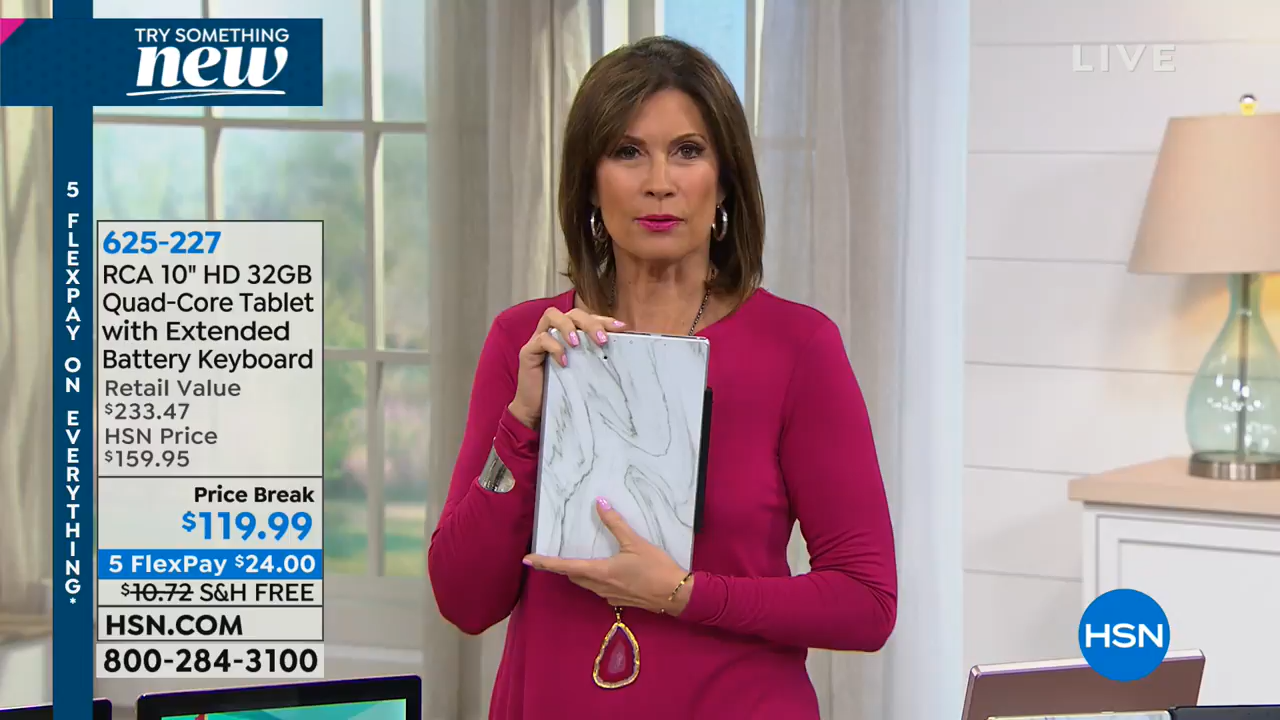 TRY SOMETHING
new
5 FLEXPAY ON EVERYTHING*
625-227
RCA 10" HD 32GB
Quad-Core Tablet
with Extended
Battery Keyboard
Retail Value
$233.47
HSN Price
$159.95
Price Break
$119.99
5 FlexPay $24.00
$10.72 S&H FREE
HSN.COM
800-284-3100
LIVE
HSN